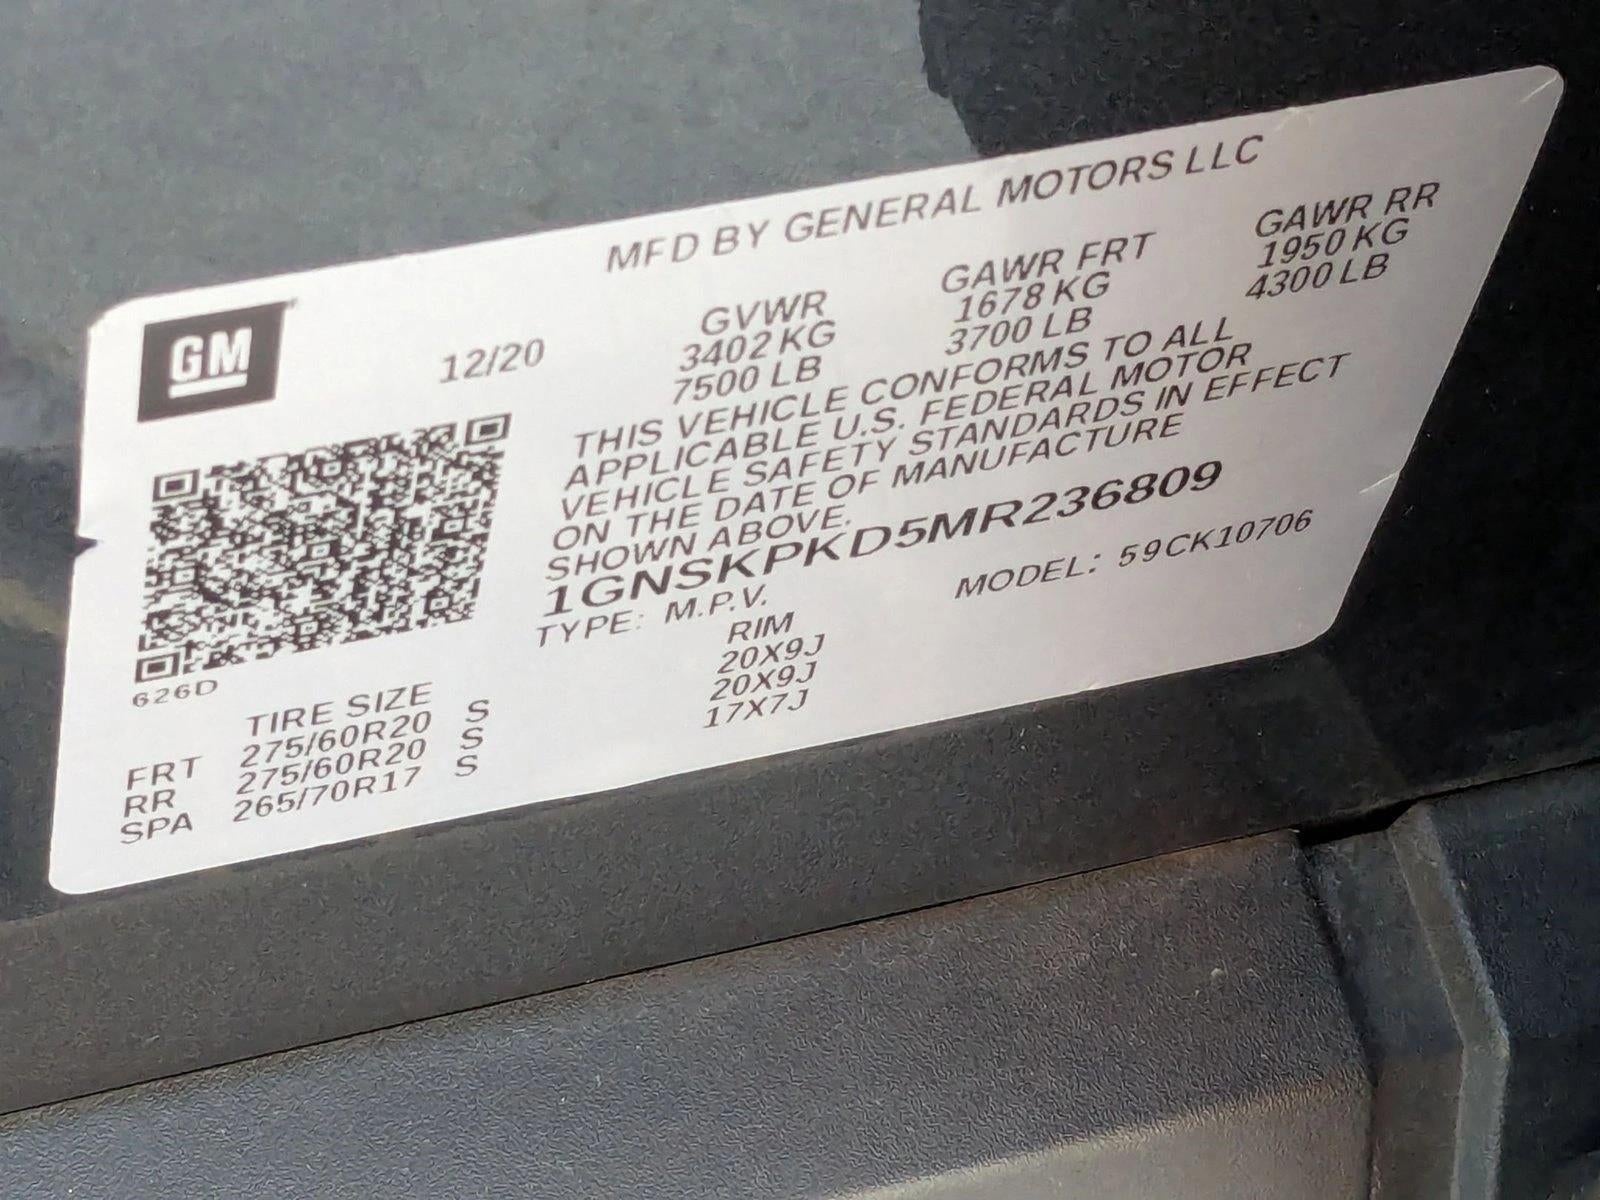 MFD BY GENERAL MOTORS LLC
GM
12/20
GVWR
3402 KG
7500 LB
GAWR FRT
1678 KG
3700 LB
GAWR RR
1950 KG
4300 LB
THIS VEHICLE CONFORMS TO ALL
APPLICABLE U.S. FEDERAL MOTOR
VEHICLE SAFETY STANDARDS IN EFFECT
ON THE DATE OF MANUFACTURE
SHOWN ABOVE.
1GNSKPKD5MR236809
TYPE: M.P.V.
MODEL: 59CK10706
626D
TIRE SIZE
RIM
FRT 275/60R20 S 20X9J
RR 275/60R20 S 20X9J
SPA 265/70R17 S 17X7J